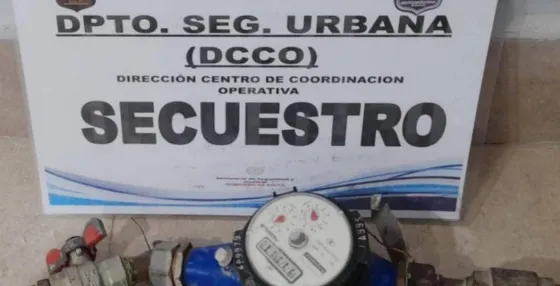 DPTO. SEG. URBANA
(DCCO)
DIRECCIÓN CENTRO DE COORDINACION
OPERATIVA
SECUESTRO